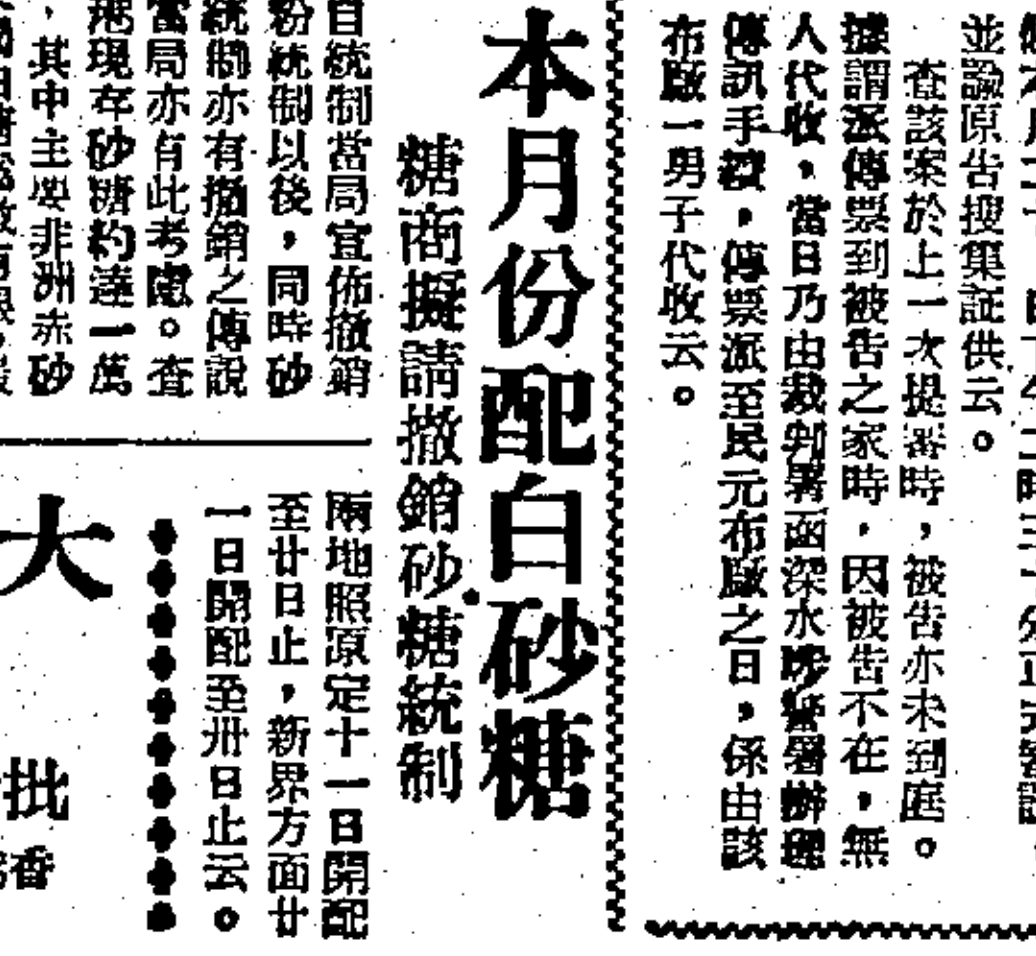 並論原告搜集証供云。
查該案於上一次提審時，被告亦未到庭。
據謂派傳票到被告之家時，因被告不在，無
人代收，當日乃由裁判署函深水埗警署辦理
傳訊手續，傳票派至民元布廠之日，係由該
布廠一男子代收云。
本月份配白砂糖
糖商擬請撤銷砂糖統制
自統制當局宣佈撤銷
粉統制以後，同時砂
統制亦有撤銷之傳說
當局亦有此考慮。查
港現存砂糖約達一萬
，其中主要非洲赤砂
兩地照原定十一日開配
至廿日止，新界方面廿
一日開配至卅日止云。
大
批
香